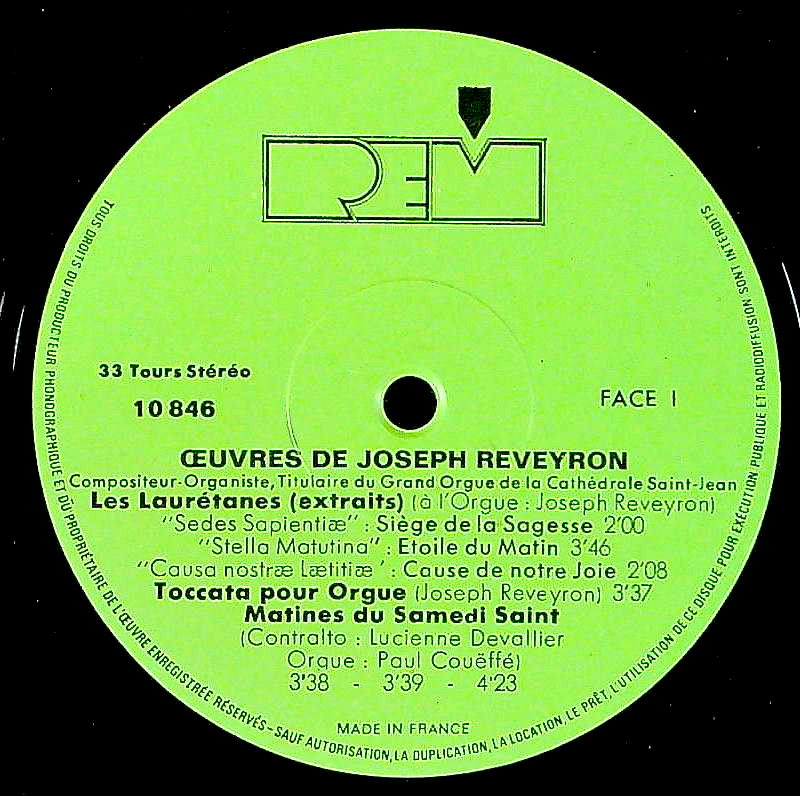 REM
33 Tours Stéréo
10 846
FACE I
ŒUVRES DE JOSEPH REVEYRON
Compositeur-Organiste, Titulaire du Grand Orgue de la Cathédrale Saint-Jean
Les Laurétanes (extraits) (à l'Orgue : Joseph Reveyron)
"Sedes Sapientiæ" : Siège de la Sagesse 2'00
"Stella Matutina" : Etoile du Matin 3'46
"Causa nostræ Lætitiæ ' : Cause de notre Joie 2'08
Toccata pour Orgue (Joseph Reveyron) 3'37
Matines du Samedi Saint
(Contralto : Lucienne Devallier
Orgue : Paul Couëffé)
3'38 - 3'39 - 4'23
MADE IN FRANCE
TOUS DROITS DU PRODUCTEUR PHONOGRAPHIQUE ET DU PROPRIÉTAIRE DE L'ŒUVRE ENREGISTRÉE RÉSERVÉS - SAUF AUTORISATION, LA DUPLICATION, LA LOCATION, LE PRÊT, L'UTILISATION DE CE DISQUE POUR EXÉCUTION PUBLIQUE ET RADIODIFFUSION SONT INTERDITS